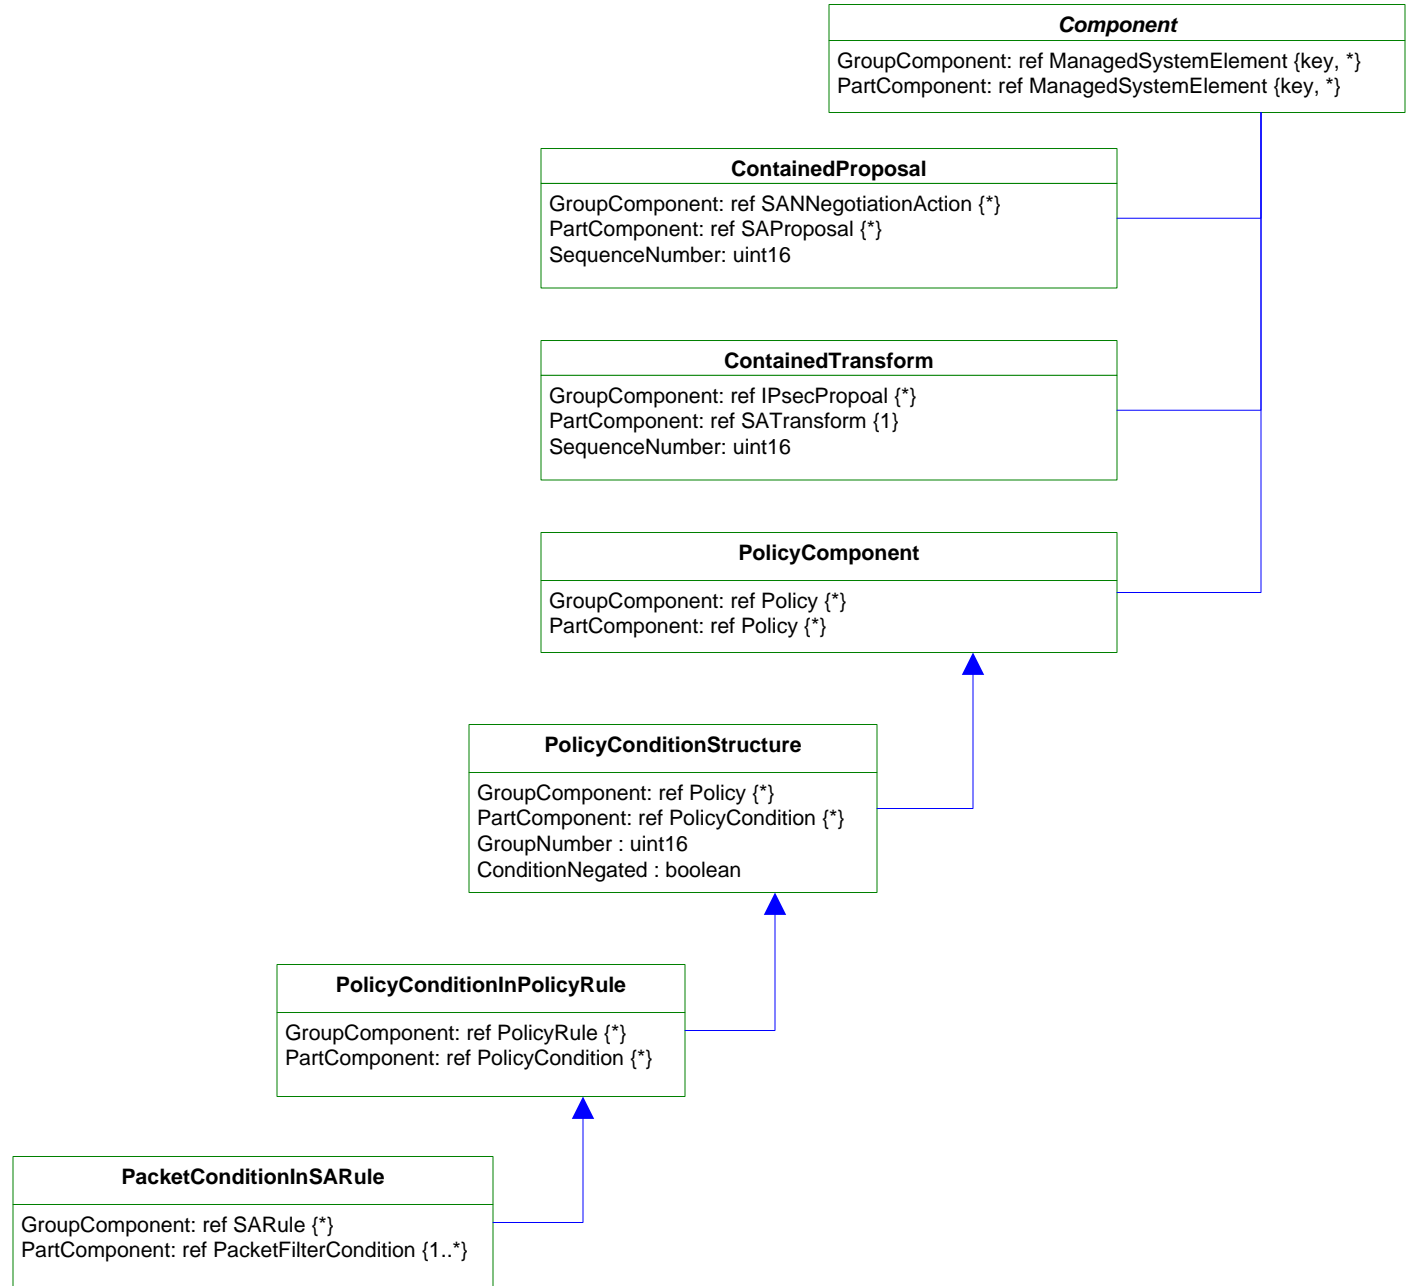 Component
GroupComponent: ref ManagedSystemElement {key, *}
PartComponent: ref ManagedSystemElement {key, *}
ContainedProposal
GroupComponent: ref SANNegotiationAction {*}
PartComponent: ref SAProposal {*}
SequenceNumber: uint16
ContainedTransform
GroupComponent: ref IPsecPropoal {*}
PartComponent: ref SATransform {1}
SequenceNumber: uint16
PolicyComponent
GroupComponent: ref Policy {*}
PartComponent: ref Policy {*}
PolicyConditionStructure
GroupComponent: ref Policy {*}
PartComponent: ref PolicyCondition {*}
GroupNumber : uint16
ConditionNegated : boolean
PolicyConditionInPolicyRule
GroupComponent: ref PolicyRule {*}
PartComponent: ref PolicyCondition {*}
PacketConditionInSARule
GroupComponent: ref SARule {*}
PartComponent: ref PacketFilterCondition {1..*}